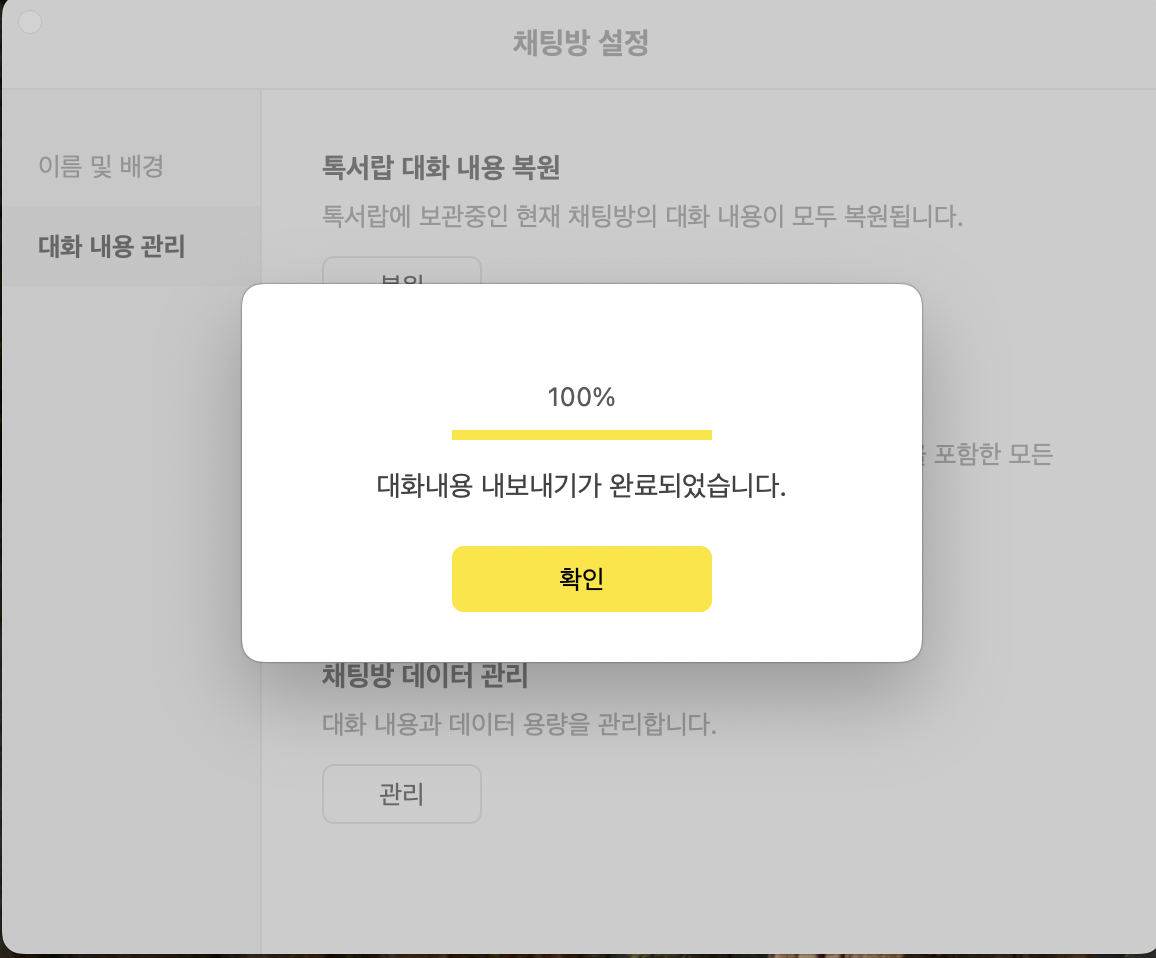 채팅방 설정
이름 및 배경
대화 내용 관리
톡서랍 대화 내용 복원
톡서랍에 보관중인 현재 채팅방의 대화 내용이 모두 복원됩니다.
포함한 모든
100%
대화내용 내보내기가 완료되었습니다.
확인
채팅방 데이터 관리
대화 내용과 데이터 용량을 관리합니다.
관리